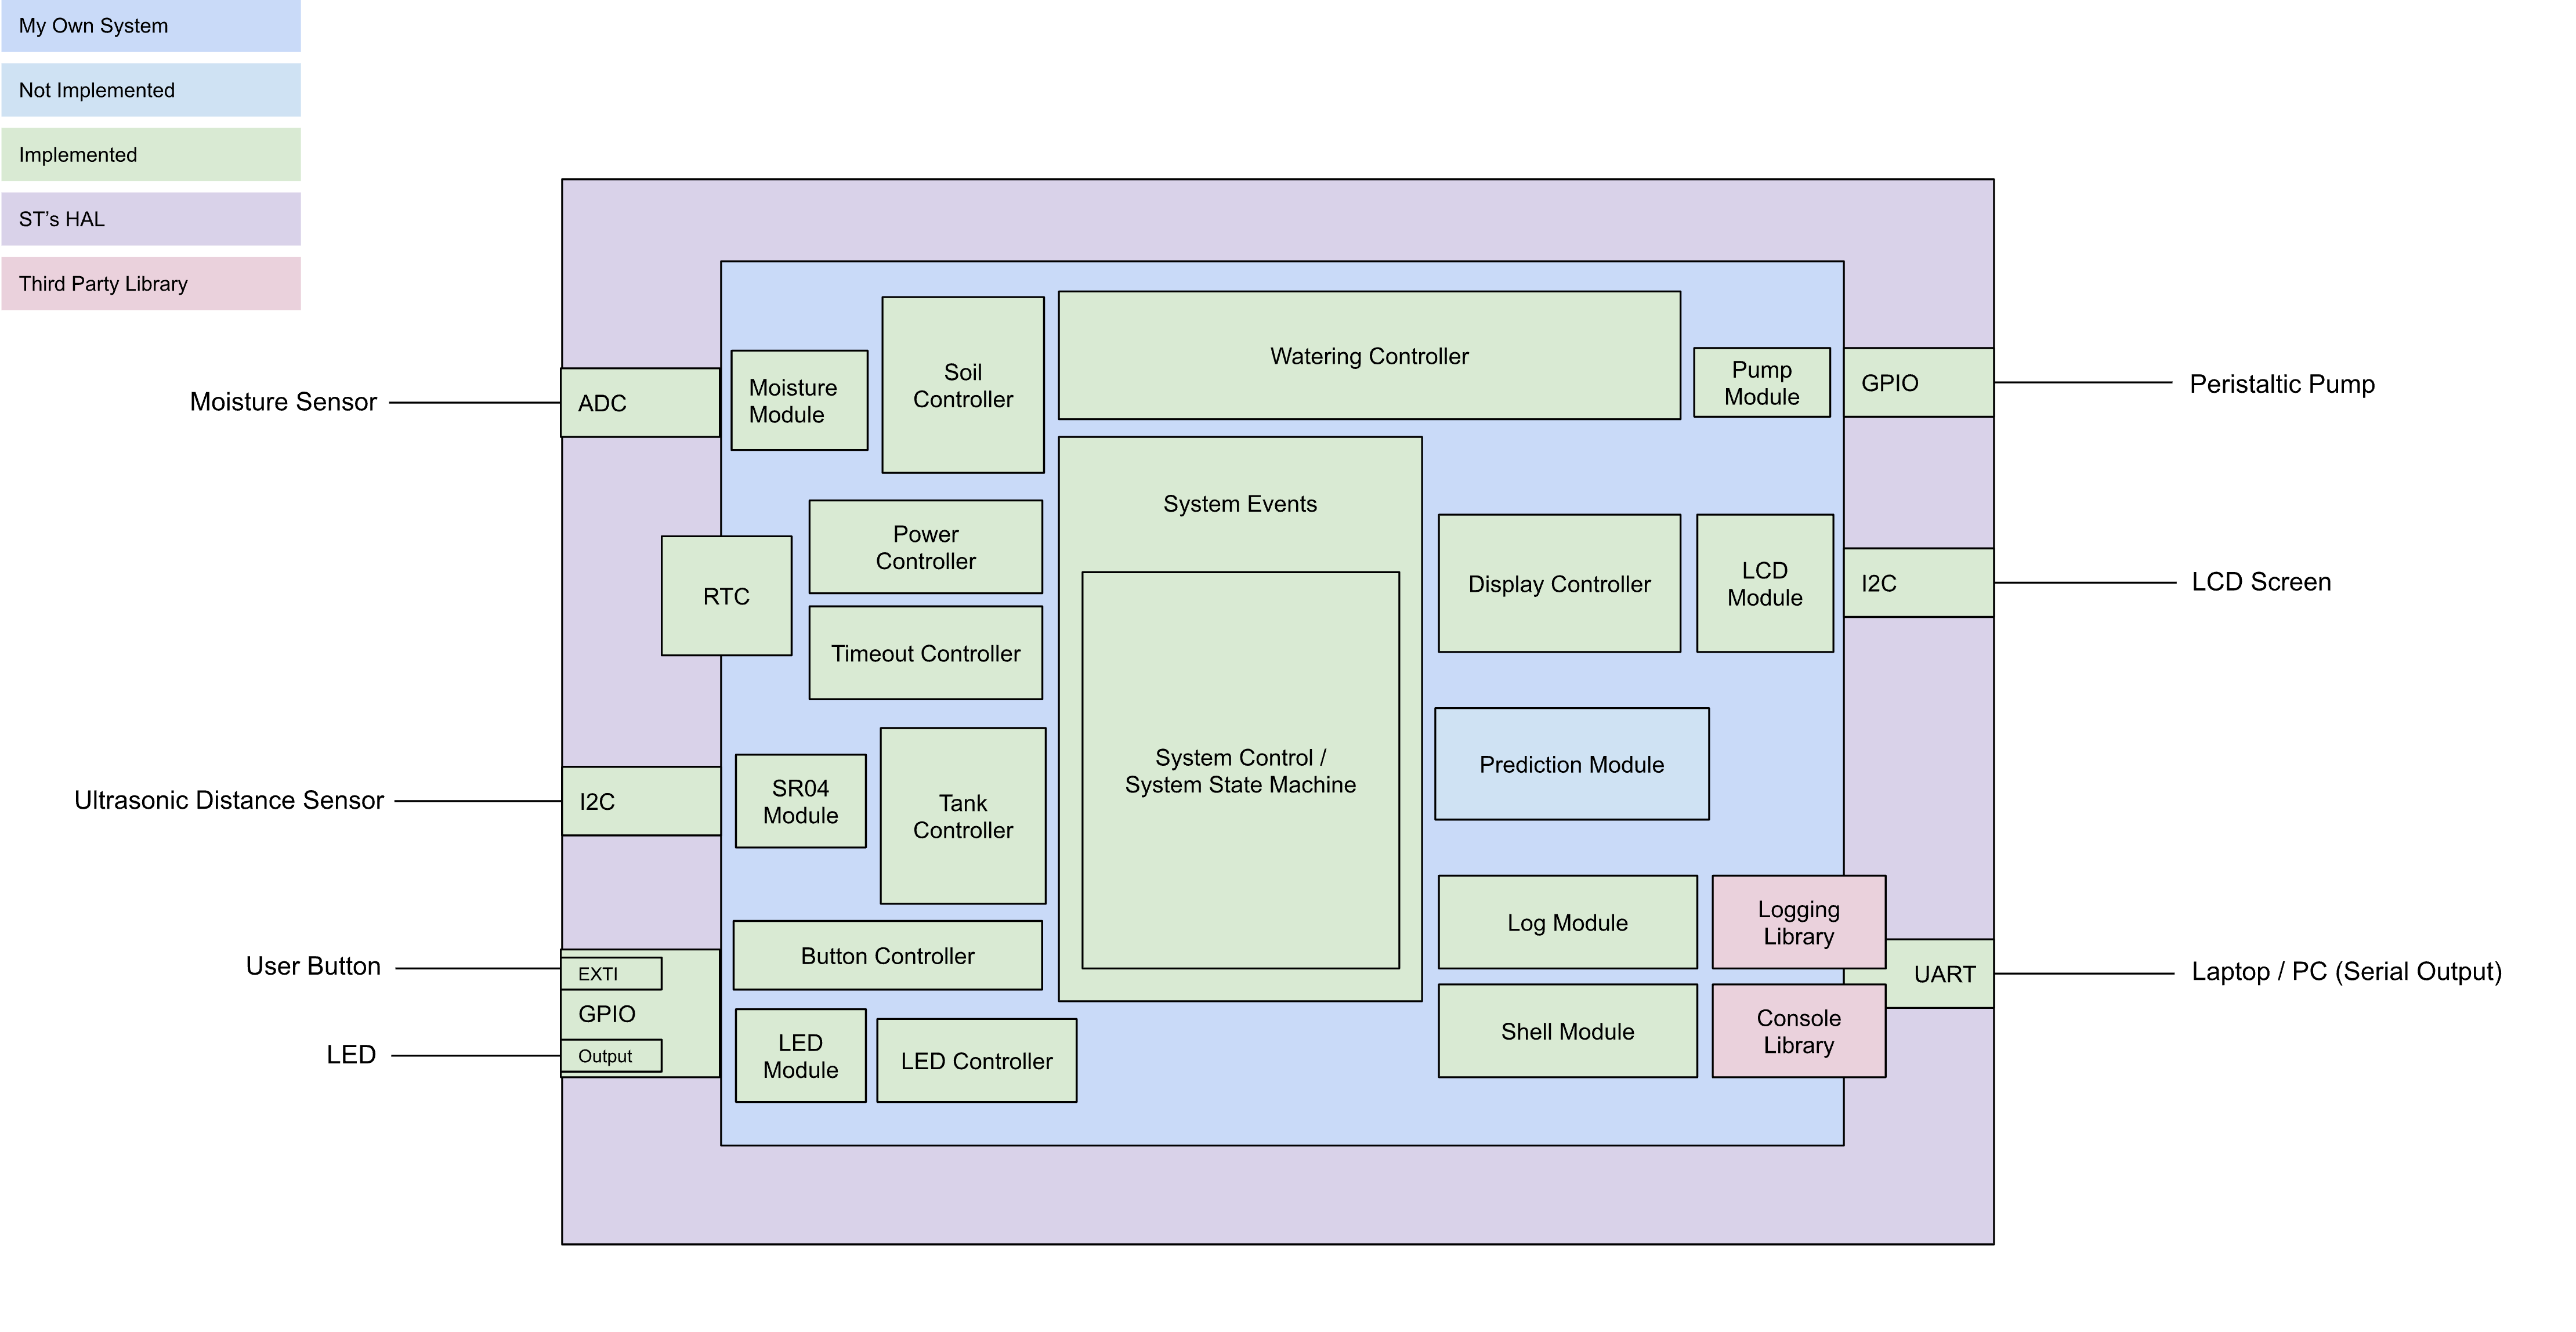 My Own System
Not Implemented
Implemented
ST’s HAL
Third Party Library
Moisture Sensor
Ultrasonic Distance Sensor
User Button
LED
ADC
RTC
I2C
EXTI
GPIO
Output
Moisture
Module
Soil
Controller
Power
Controller
Timeout Controller
SR04
Module
Tank
Controller
Button Controller
LED
Module
LED Controller
Watering Controller
System Events
System Control /
System State Machine
Pump
Module
Display Controller
LCD
Module
Prediction Module
Log Module
Logging
Library
Shell Module
Console
Library
GPIO
I2C
UART
Peristaltic Pump
LCD Screen
Laptop / PC (Serial Output)